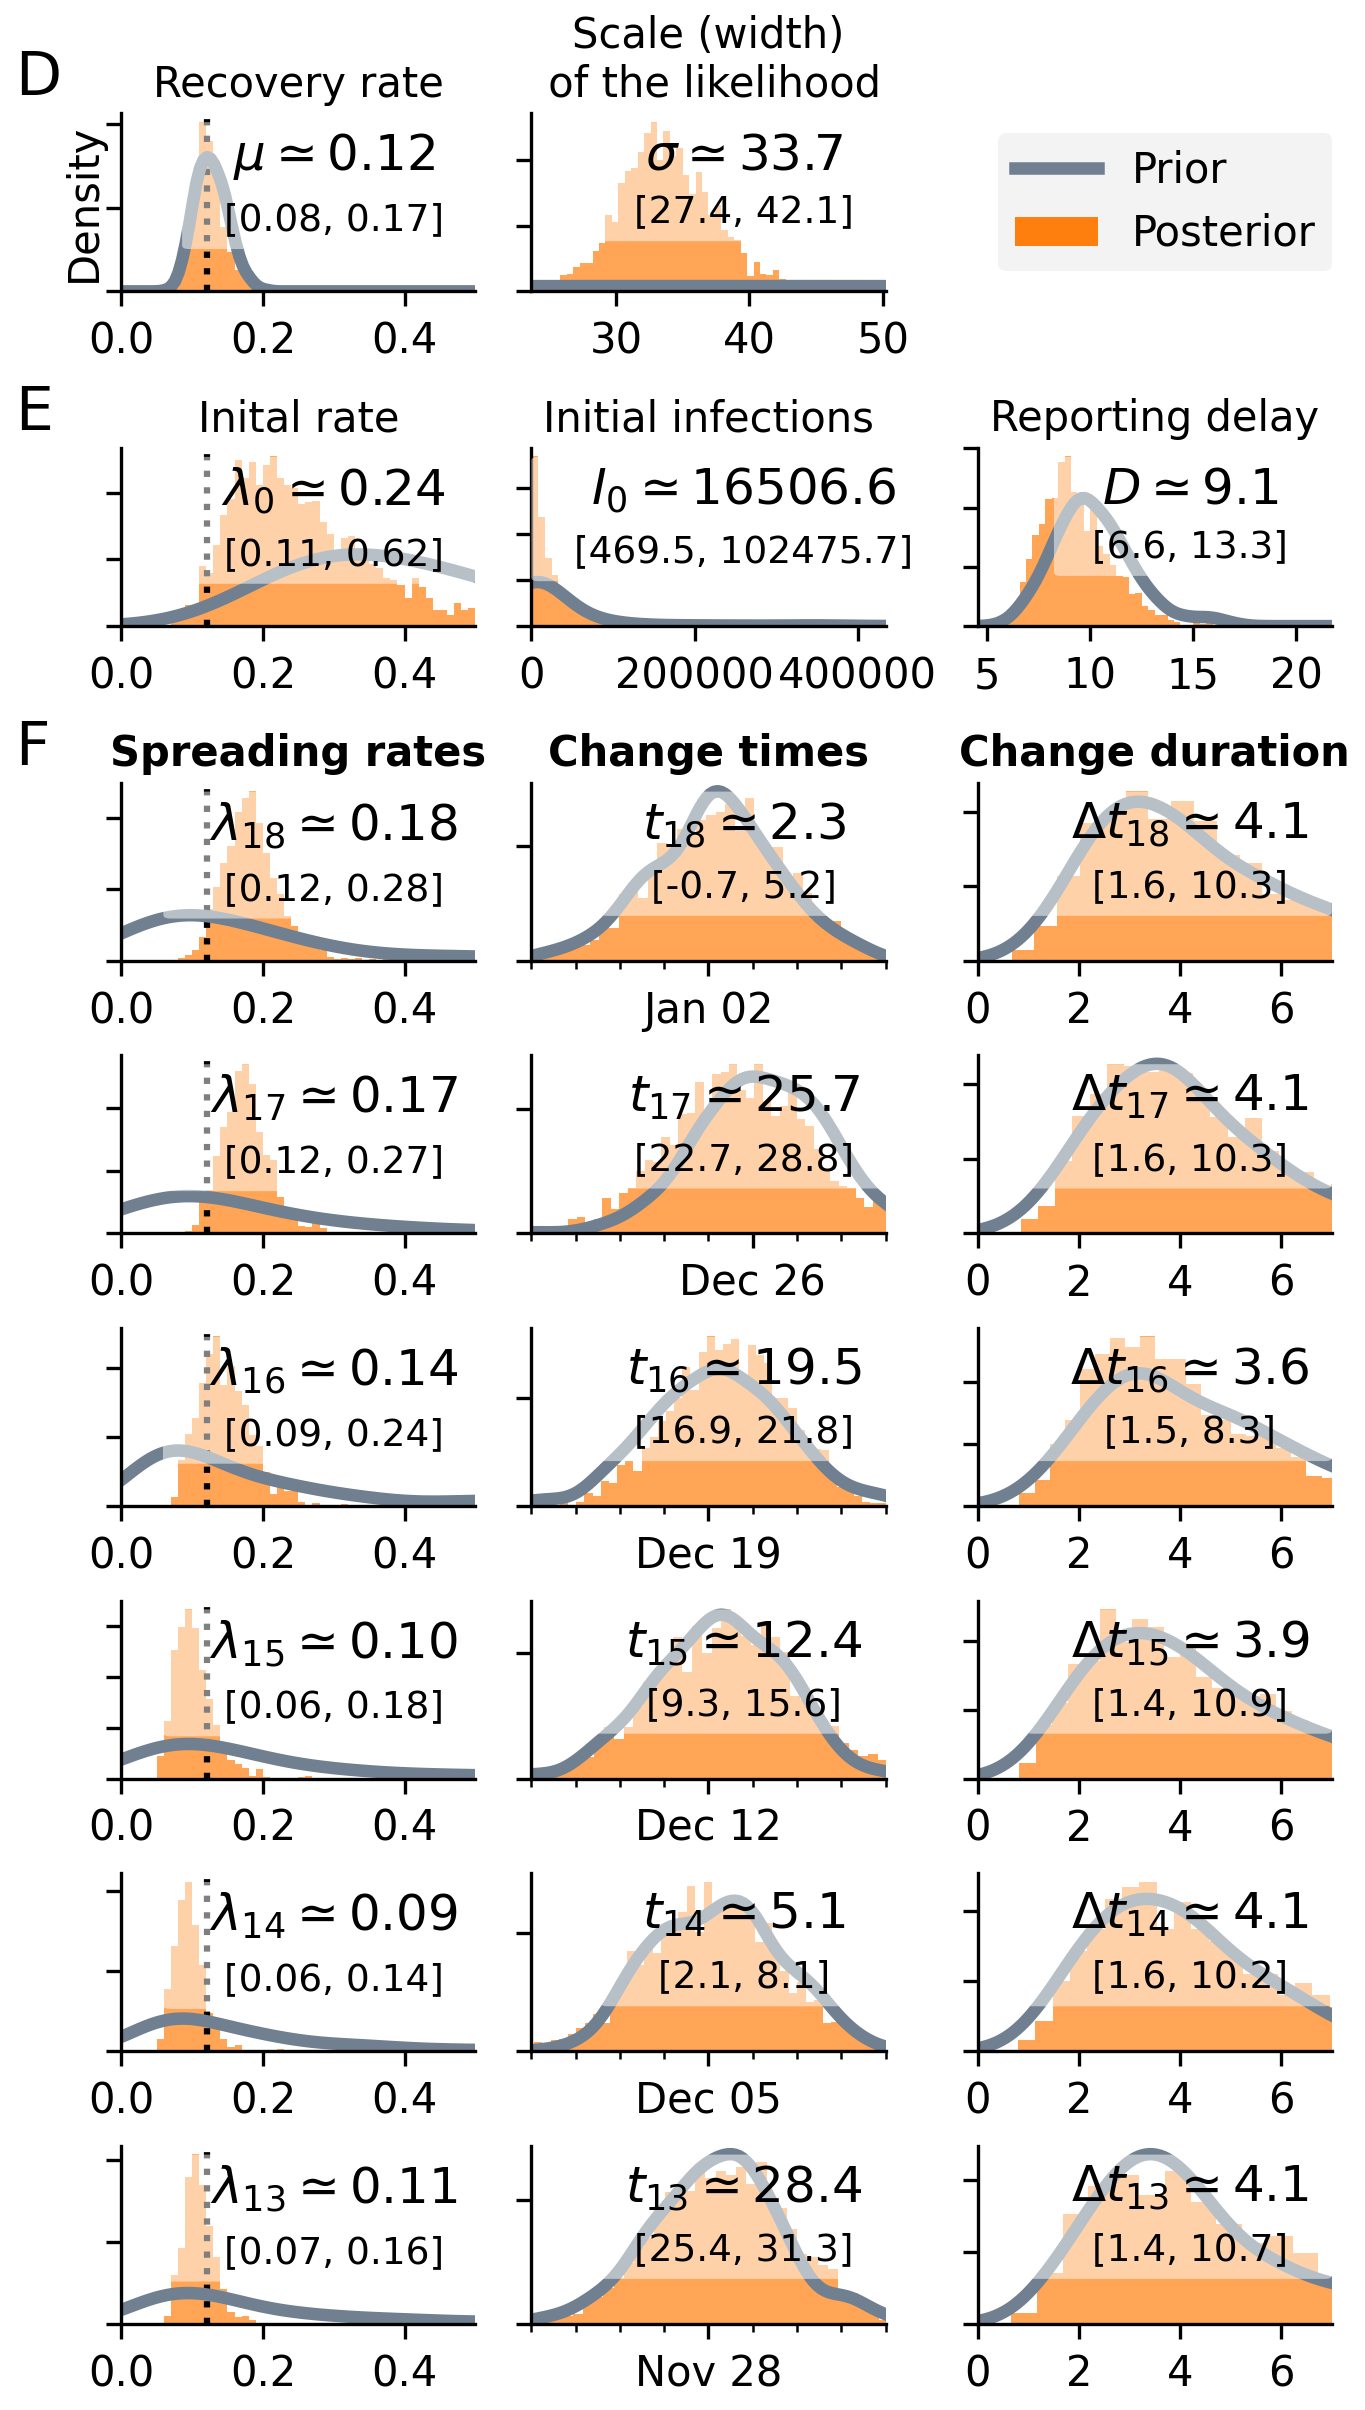 D
Recovery rate
Density
μ ≃ 0.12
[0.08, 0.17]
0.0 0.2 0.4
Scale (width)
of the likelihood
σ ≃ 33.7
[27.4, 42.1]
30 40 50
Prior
Posterior
E
Inital rate
λ0 ≃ 0.24
[0.11, 0.62]
0.0 0.2 0.4
Initial infections
I0 ≃ 16506.6
[469.5, 102475.7]
0 200000 400000
Reporting delay
D ≃ 9.1
[6.6, 13.3]
5 10 15 20
F
Spreading rates
Change times
Change duration
λ18 ≃ 0.18
[0.12, 0.28]
0.0 0.2 0.4
t18 ≃ 2.3
[-0.7, 5.2]
Jan 02
Δt18 ≃ 4.1
[1.6, 10.3]
0 2 4 6
λ17 ≃ 0.17
[0.12, 0.27]
0.0 0.2 0.4
t17 ≃ 25.7
[22.7, 28.8]
Dec 26
Δt17 ≃ 4.1
[1.6, 10.3]
0 2 4 6
λ16 ≃ 0.14
[0.09, 0.24]
0.0 0.2 0.4
t16 ≃ 19.5
[16.9, 21.8]
Dec 19
Δt16 ≃ 3.6
[1.5, 8.3]
0 2 4 6
λ15 ≃ 0.10
[0.06, 0.18]
0.0 0.2 0.4
t15 ≃ 12.4
[9.3, 15.6]
Dec 12
Δt15 ≃ 3.9
[1.4, 10.9]
0 2 4 6
λ14 ≃ 0.09
[0.06, 0.14]
0.0 0.2 0.4
t14 ≃ 5.1
[2.1, 8.1]
Dec 05
Δt14 ≃ 4.1
[1.6, 10.2]
0 2 4 6
λ13 ≃ 0.11
[0.07, 0.16]
0.0 0.2 0.4
t13 ≃ 28.4
[25.4, 31.3]
Nov 28
Δt13 ≃ 4.1
[1.4, 10.7]
0 2 4 6